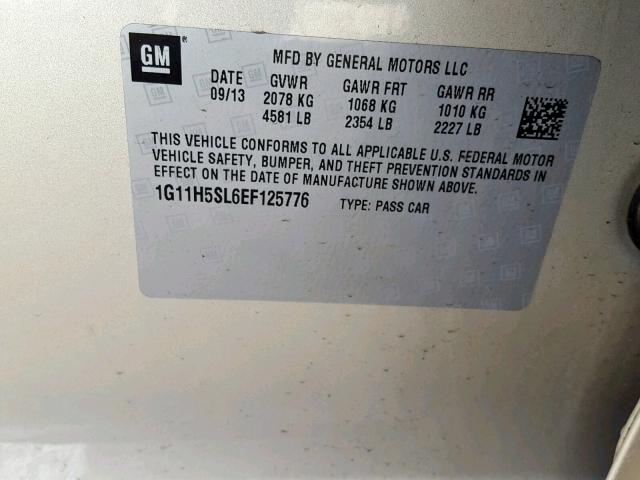 GM
MFD BY GENERAL MOTORS LLC
DATE GVWR GAWR FRT GAWR RR
09/13 2078 KG 1068 KG 1010 KG
4581 LB 2354 LB 2227 LB
THIS VEHICLE CONFORMS TO ALL APPLICABLE U.S. FEDERAL MOTOR
VEHICLE SAFETY, BUMPER, AND THEFT PREVENTION STANDARDS IN
EFFECT ON THE DATE OF MANUFACTURE SHOWN ABOVE.
1G11H5SL6EF125776 TYPE: PASS CAR